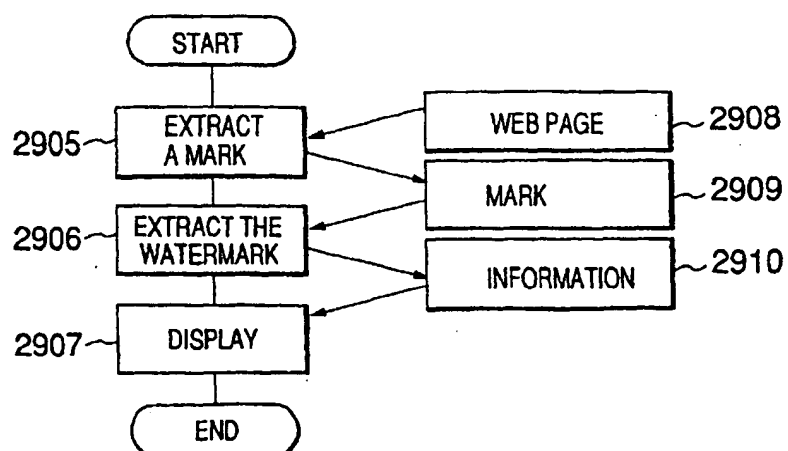 START
EXTRACT
A MARK
2905
WEB PAGE
2908
MARK
2909
EXTRACT THE
WATERMARK
2906
INFORMATION
2910
DISPLAY
2907
END